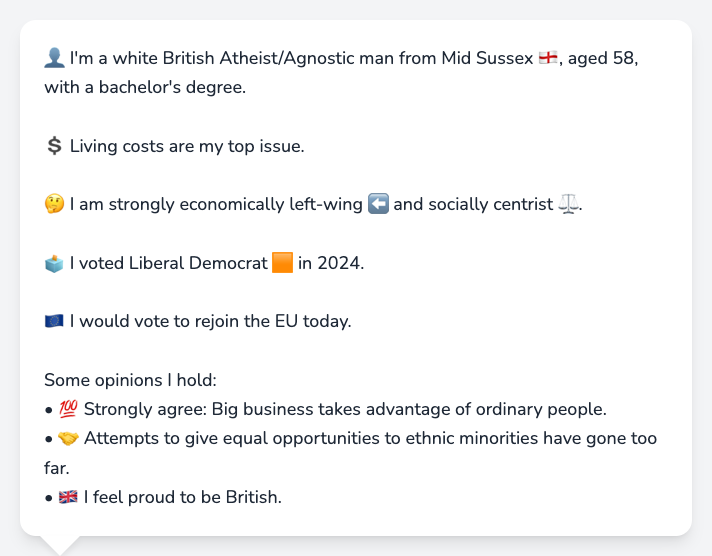 👤 I'm a white British Atheist/Agnostic man from Mid Sussex 🏴󠁧󠁢󠁥󠁮󠁧󠁿, aged 58,
with a bachelor's degree.
💲 Living costs are my top issue.
🤔 I am strongly economically left-wing ⬅️ and socially centrist ⚖️.
🗳️ I voted Liberal Democrat 🟧 in 2024.
🇪🇺 I would vote to rejoin the EU today.
Some opinions I hold:
• 💯 Strongly agree: Big business takes advantage of ordinary people.
• 🤝 Attempts to give equal opportunities to ethnic minorities have gone too
far.
• 🇬🇧 I feel proud to be British.